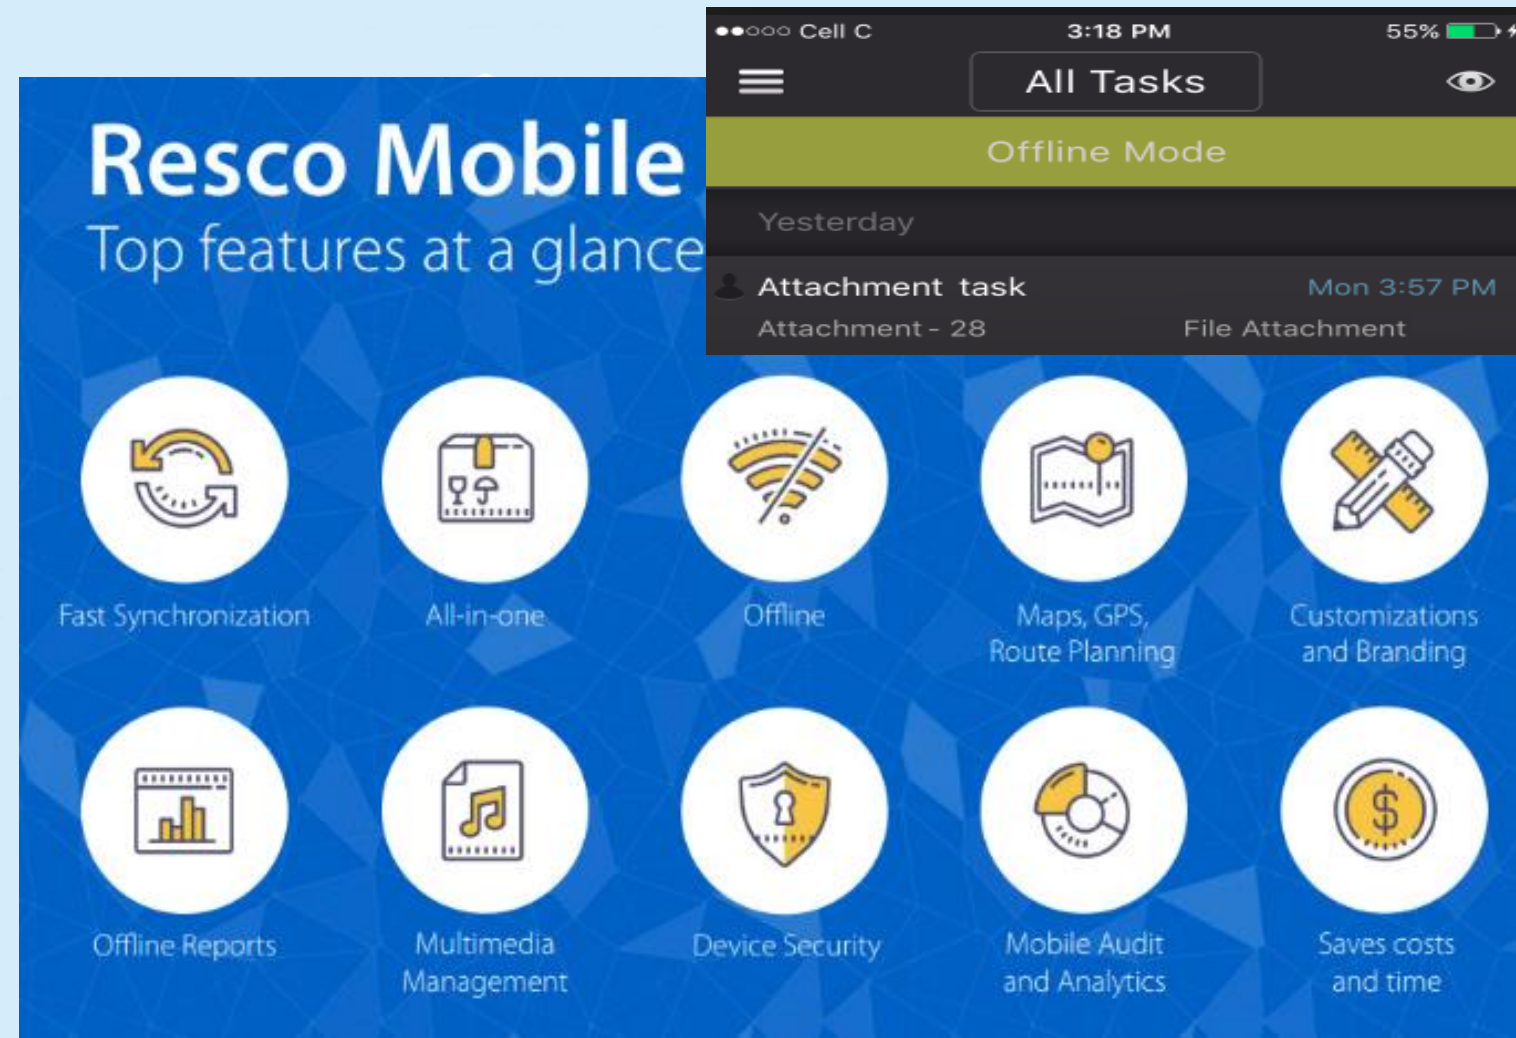 Resco Mobile
Top features at a glance
Cell C 3:18 PM 55%
All Tasks
Offline Mode
Yesterday
Attachment task Mon 3:57 PM
Attachment - 28 File Attachment
Fast Synchronization
All-in-one
Offline
Maps, GPS,
Route Planning
Customizations
and Branding
Offline Reports
Multimedia
Management
Device Security
Mobile Audit
and Analytics
Saves costs
and time